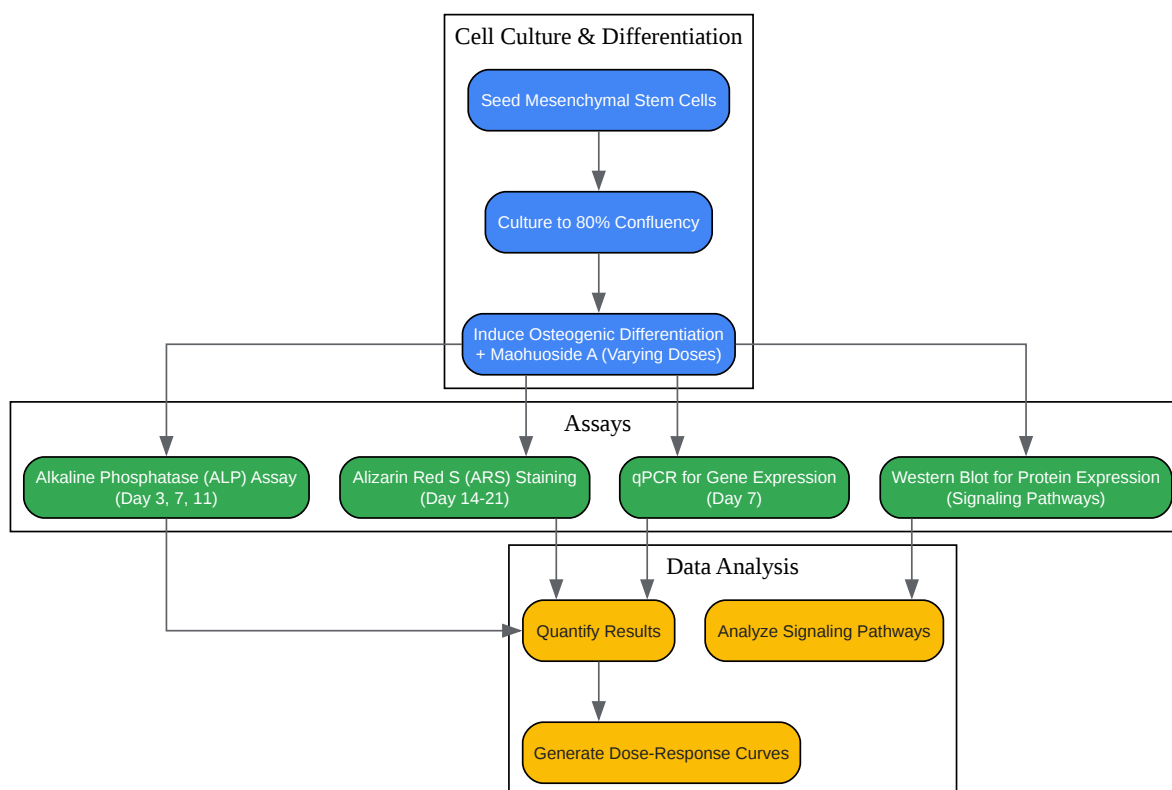 Cell Culture & Differentiation
Seed Mesenchymal Stem Cells
Culture to 80% Confluency
Induce Osteogenic Differentiation
+ Maohuoside A (Varying Doses)
Assays
Alkaline Phosphatase (ALP) Assay
(Day 3, 7, 11)
Alizarin Red S (ARS) Staining
(Day 14-21)
qPCR for Gene Expression
(Day 7)
Western Blot for Protein Expression
(Signaling Pathways)
Data Analysis
Quantify Results
Analyze Signaling Pathways
Generate Dose-Response Curves